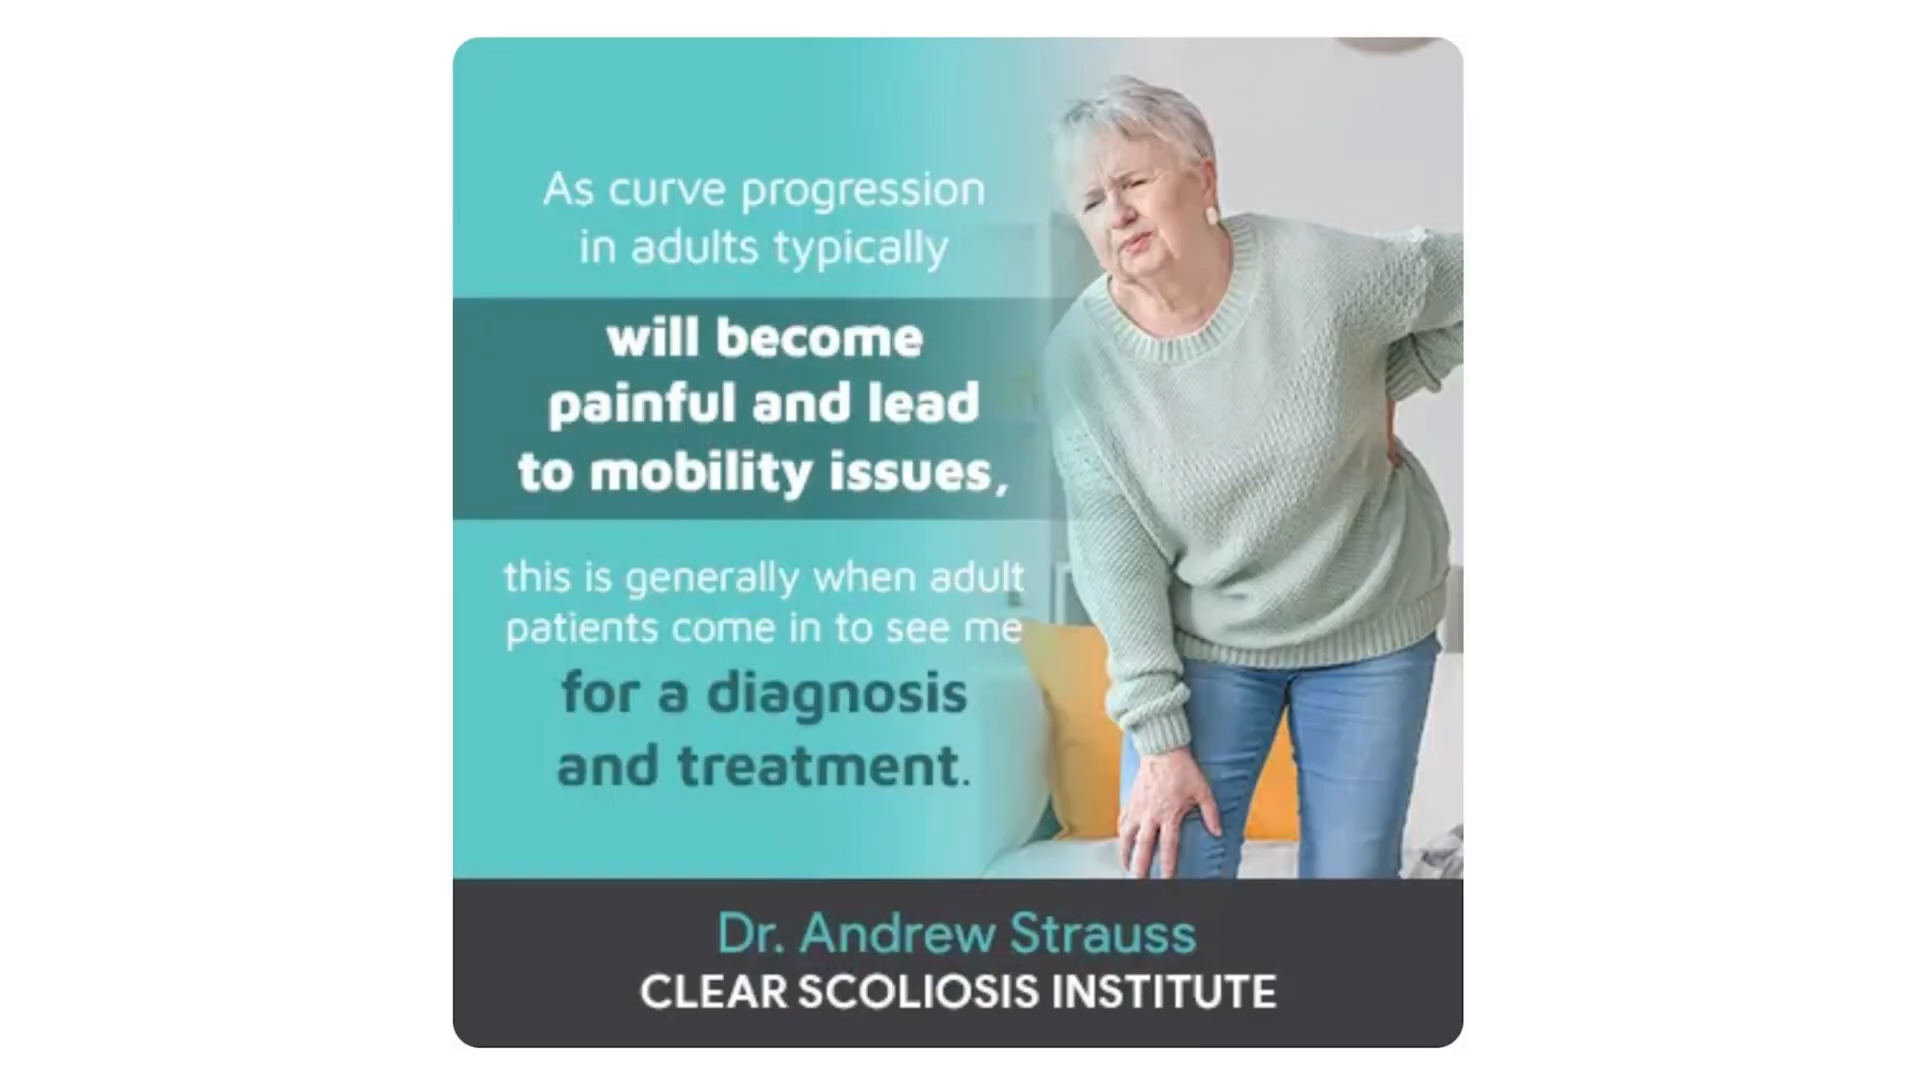 As curve progression
in adults typically
will become
painful and lead
to mobility issues,
this is generally when adult
patients come in to see me
for a diagnosis
and treatment.
Dr. Andrew Strauss
CLEAR SCOLIOSIS INSTITUTE